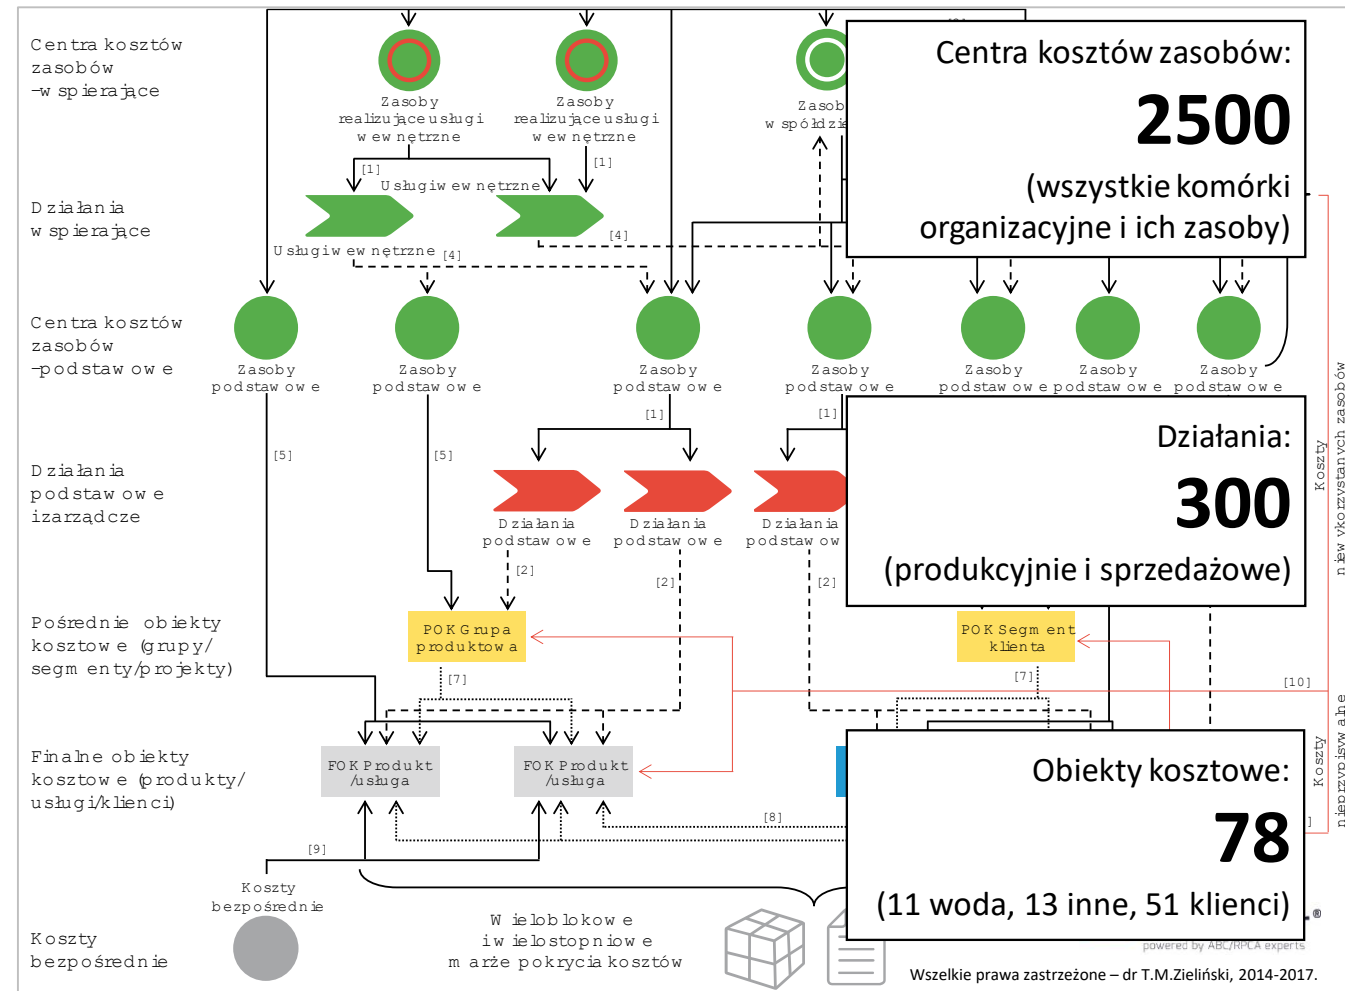 Centra kosztów
zasobów
–wspierające
Zasoby
realizujące usługi
wewnętrzne
Zasoby
realizujące usługi
wewnętrzne
Centra kosztów zasobów:
2500
(wszystkie komórki
organizacyjne i ich zasoby)
[1]
[1]
Usługi wewnętrzne
Działania
wspierające
Usługi wewnętrzne
[4]
[4]
Centra kosztów
zasobów
–podstawowe
Zasoby
podstawowe
Zasoby
podstawowe
Zasoby
podstawowe
Zasoby
podstawowe
Zasoby
podstawowe
Zasoby
podstawowe
Zasoby
podstawowe
[1]
[1]
[5]
[5]
Działania
podstawowe
i zarządcze
Działania
podstawowe
Działania
podstawowe
Działania
Działania:
300
(produkcyjnie i sprzedażowe)
Koszty
niewykorzystanych zasobów
[2]
[2]
[2]
Pośrednie obiekty
kosztowe (grupy/
segmenty/projekty)
POK Grupa
produktowa
POK Segment
klienta
[7]
[7]
[10]
Finalne obiekty
kosztowe (produkty/
usługi/klienci)
FOK Produkt
/usługa
FOK Produkt
/usługa
Obiekty kosztowe:
78
(11 woda, 13 inne, 51 klienci)
Koszty
nieprzypisywalne
[8]
[9]
Koszty
bezpośrednie
Koszty
bezpośrednie
Wieloblokowe
i wielostopniowe
marże pokrycia kosztów
powered by ABC/RPCA experts
Wszelkie prawa zastrzeżone – dr T.M.Zieliński, 2014-2017.